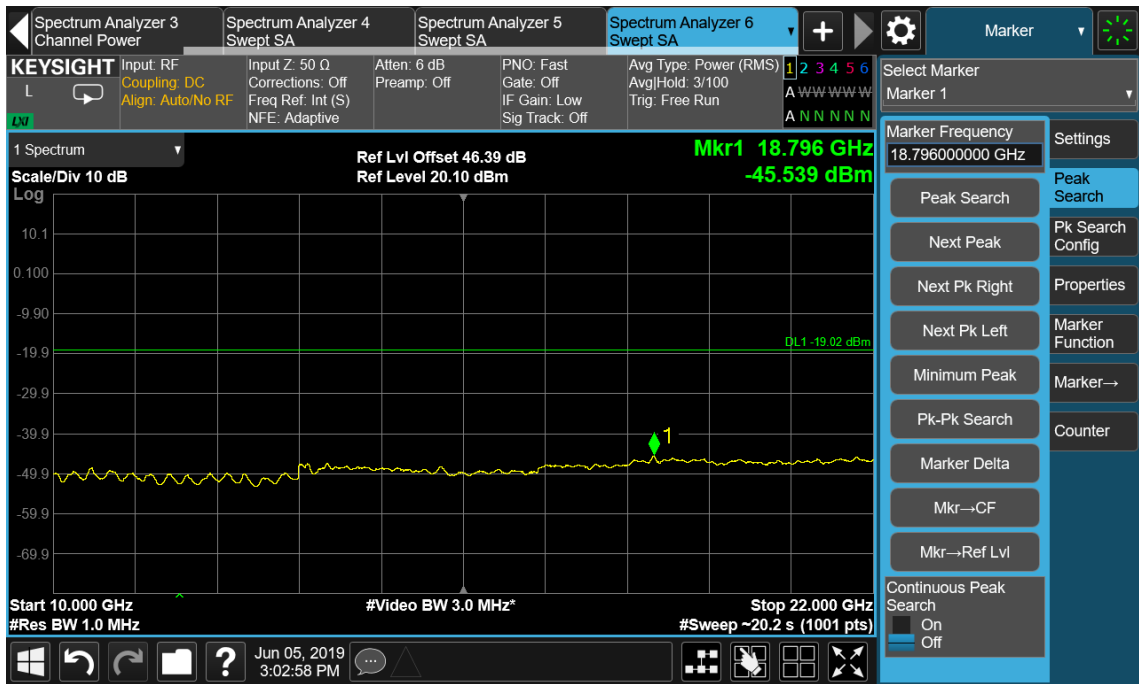 Spectrum Analyzer 3
Channel Power
Spectrum Analyzer 4
Swept SA
Spectrum Analyzer 5
Swept SA
Spectrum Analyzer 6
Swept SA
Marker
KEYSIGHT
L
LXI
Input: RF
Coupling: DC
Align: Auto/No RF
Input Z: 50 Ω
Corrections: Off
Freq Ref: Int (S)
NFE: Adaptive
Atten: 6 dB
Preamp: Off
PNO: Fast
Gate: Off
IF Gain: Low
Sig Track: Off
Avg Type: Power (RMS)
Avg|Hold: 3/100
Trig: Free Run
1 2 3 4 5 6
A W W W W W
A N N N N N
Select Marker
Marker 1
1 Spectrum
Scale/Div 10 dB
Log
Ref Lvl Offset 46.39 dB
Ref Level 20.10 dBm
Mkr1 18.796 GHz
-45.539 dBm
10.1
0.100
-9.90
-19.9
-29.9
-39.9
-49.9
-59.9
-69.9
DL1 -19.02 dBm
1
Start 10.000 GHz
#Res BW 1.0 MHz
#Video BW 3.0 MHz*
Stop 22.000 GHz
#Sweep ~20.2 s (1001 pts)
Marker Frequency
18.796000000 GHz
Peak Search
Next Peak
Next Pk Right
Next Pk Left
Minimum Peak
Pk-Pk Search
Marker Delta
Mkr→CF
Mkr→Ref Lvl
Continuous Peak
Search
On
Off
Settings
Peak
Search
Pk Search
Config
Properties
Marker
Function
Marker→
Counter
?
Jun 05, 2019
3:02:58 PM